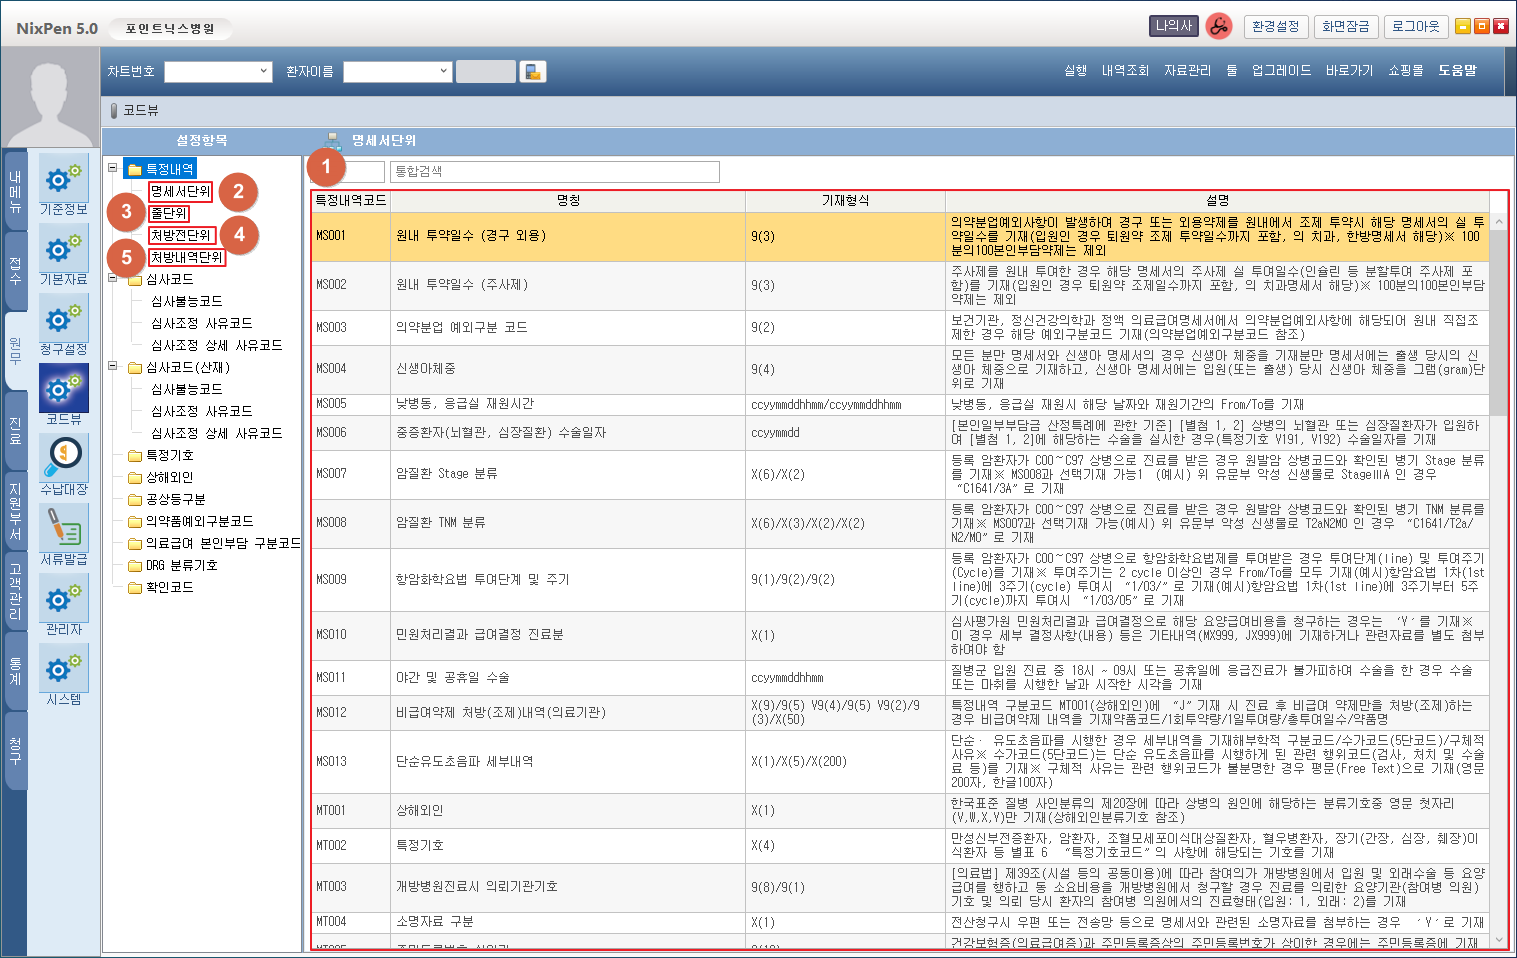 NixPen 5.0
포인트닉스병원
나의사
환경설정
화면잠금
로그아웃
차트번호
환자이름
실행
내역조회
자료관리
툴
업그레이드
바로가기
쇼핑몰
도움말
코드뷰
내메뉴
접수
원무
진료
지원부서
고객관리
통계
청구
기준정보
기본자료
청구설정
코드뷰
수납대장
서류발급
관리자
시스템
설정항목
특정내역
명세서단위
줄단위
처방전단위
처방내역단위
심사코드
심사불능코드
심사조정 사유코드
심사조정 상세 사유코드
심사코드(산재)
심사불능코드
심사조정 사유코드
심사조정 상세 사유코드
특정기호
상해외인
공상등구분
의약품예외구분코드
의료급여 본인부담 구분코드
DRG 분류기호
확인코드
1
2
3
4
5
명세서단위
통합검색
특정내역코드 명칭 기재형식 설명
MS001 원내 투약일수 (경구 외용) 9(3)
의약분업예외사항이 발생하여 경구 또는 외용약제를 원내에서 조제 투약시 해당 명세서의 실 투
약일수를 기재(입원인 경우 퇴원약 조제 투약일수까지 포함, 의 치과, 한방명세서 해당)※ 100
분의100본인부담약제는 제외
MS002 원내 투약일수 (주사제) 9(3)
주사제를 원내 투여한 경우 해당 명세서의 주사제 실 투여일수(인슐린 등 분할투여 주사제 포
함)를 기재(입원인 경우 퇴원약 조제일수까지 포함, 의 치과명세서 해당)※ 100분의100본인부담
약제는 제외
MS003 의약분업 예외구분 코드 9(2)
보건기관, 정신건강의학과 정액 의료급여명세서에서 의약분업예외사항에 해당되어 원내 직접조
제한 경우 해당 예외구분코드 기재(의약분업예외구분코드 참조)
MS004 신생아체중 9(4)
모든 분만 명세서와 신생아 명세서의 경우 신생아 체중을 기재분만 명세서에는 출생 당시의 신
생아 체중으로 기재하고, 신생아 명세서에는 입원(또는 출생) 당시 신생아 체중을 그램(gram)단
위로 기재
MS005 낮병동, 응급실 재원시간 ccyymmddhhmm/ccyymmddhhmm 낮병동, 응급실 재원시 해당 날짜와 재원기간의 From/To를 기재
MS006 중증환자(뇌혈관, 심장질환) 수술일자 ccyymmdd
[본인일부부담금 산정특례에 관한 기준] [별첨 1, 2] 상병의 뇌혈관 또는 심장질환자가 입원하
여 [별첨 1, 2]에 해당하는 수술을 실시한 경우(특정기호 V191, V192) 수술일자를 기재
MS007 암질환 Stage 분류 X(6)/X(2)
등록 암환자가 C00~C97 상병으로 진료를 받은 경우 원발암 상병코드와 확인된 병기 Stage 분류
를 기재※ MS008과 선택기재 가능1 (예시) 위 유문부 악성 신생물로 StageⅢA 인 경우
“C1641/3A”로 기재
MS008 암질환 TNM 분류 X(6)/X(3)/X(2)/X(2)
등록 암환자가 C00~C97 상병으로 진료를 받은 경우 원발암 상병코드와 확인된 병기 TNM 분류를
기재※ MS007과 선택기재 가능(예시) 위 유문부 악성 신생물로 T2aN2M0 인 경우 “C1641/T2a/
N2/M0”로 기재
MS009 항암화학요법 투여단계 및 주기 9(1)/9(2)/9(2)
등록 암환자가 C00~C97 상병으로 항암화학요법제를 투여받은 경우 투여단계(line) 및 투여주기
(Cycle)를 기재※ 투여주기는 2 cycle 이상인 경우 From/To를 모두 기재(예시)항암요법 1차(1st
line)에 3주기(cycle) 투여시 “1/03/”로 기재(예시)항암요법 1차(1st line)에 3주기부터 5주
기(cycle)까지 투여시 “1/03/05”로 기재
MS010 민원처리결과 급여결정 진료분 X(1)
심사평가원 민원처리결과 급여결정으로 해당 요양급여비용을 청구하는 경우는 ‘Y’를 기재※
이 경우 세부 결정사항(내용) 등은 기타내역(MX999, JX999)에 기재하거나 관련자료를 별도 첨부
하여야 함
MS011 야간 및 공휴일 수술 ccyymmddhhmm
질병군 입원 진료 중 18시 ~ 09시 또는 공휴일에 응급진료가 불가피하여 수술을 한 경우 수술
또는 마취를 시행한 날과 시작한 시각을 기재
MS012 비급여약제 처방(조제)내역(의료기관)
X(9)/9(5) V9(4)/9(5) V9(2)/9
(3)/X(50)
특정내역 구분코드 MT001(상해외인)에 “J”기재 시 진료 후 비급여 약제만을 처방(조제)하는
경우 비급여약제 내역을 기재약품코드/1회투약량/1일투여량/총투여일수/약품명
MS013 단순유도초음파 세부내역 X(1)/X(5)/X(200)
단순· 유도초음파를 시행한 경우 세부내역을 기재해부학적 구분코드/수가코드(5단코드)/구체적
사유※ 수가코드(5단코드)는 단순 유도초음파를 시행하게 된 관련 행위코드(검사, 처치 및 수술
료 등)를 기재※ 구체적 사유는 관련 행위코드가 불분명한 경우 평문(Free Text)으로 기재(영문
200자, 한글100자)
MT001 상해외인 X(1)
한국표준 질병 사인분류의 제20장에 따라 상병의 원인에 해당하는 분류기호중 영문 첫자리
(V,W,X,Y)만 기재(상해외인분류기호 참조)
MT002 특정기호 X(4)
만성신부전증환자, 암환자, 조혈모세포이식대상질환자, 혈우병환자, 장기(간장, 심장, 췌장)이
식환자 등 별표 6 “특정기호코드”의 사항에 해당되는 기호를 기재
MT003 개방병원진료시 의뢰기관기호 9(8)/9(1)
[의료법] 제39조(시설 등의 공동이용)에 따라 참여의가 개방병원에서 입원 및 외래수술 등 요양
급여를 행하고 동 소요비용을 개방병원에서 청구할 경우 진료를 의뢰한 요양기관(참여병 의원)
기호 및 의뢰 당시 환자의 참여병 의원에서의 진료형태(입원: 1, 외래: 2)를 기재
MT004 소명자료 구분 X(1) 전산청구시 우편 또는 전송망 등으로 명세서와 관련된 소명자료를 첨부하는 경우 ‘Y’로 기재
건강보험증(의료급여증)과 주민등록증상의 주민등록번호가 상이한 경우에는 주민등록증에 기재